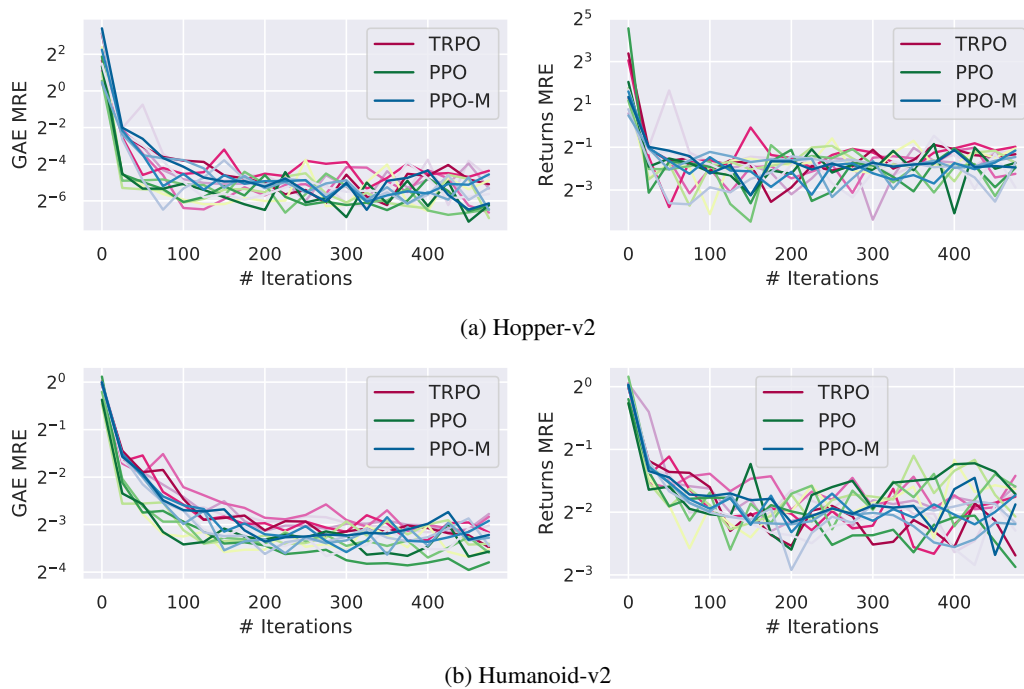 GAE MRE
2^2
2^0
2^−2
2^−4
2^−6
TRPO
PPO
PPO-M
0 100 200 300 400
# Iterations
Returns MRE
2^5
2^3
2^1
2^−1
2^−3
TRPO
PPO
PPO-M
0 100 200 300 400
# Iterations
(a) Hopper-v2
GAE MRE
2^0
2^−1
2^−2
2^−3
2^−4
TRPO
PPO
PPO-M
0 100 200 300 400
# Iterations
Returns MRE
2^0
2^−1
2^−2
2^−3
TRPO
PPO
PPO-M
0 100 200 300 400
# Iterations
(b) Humanoid-v2